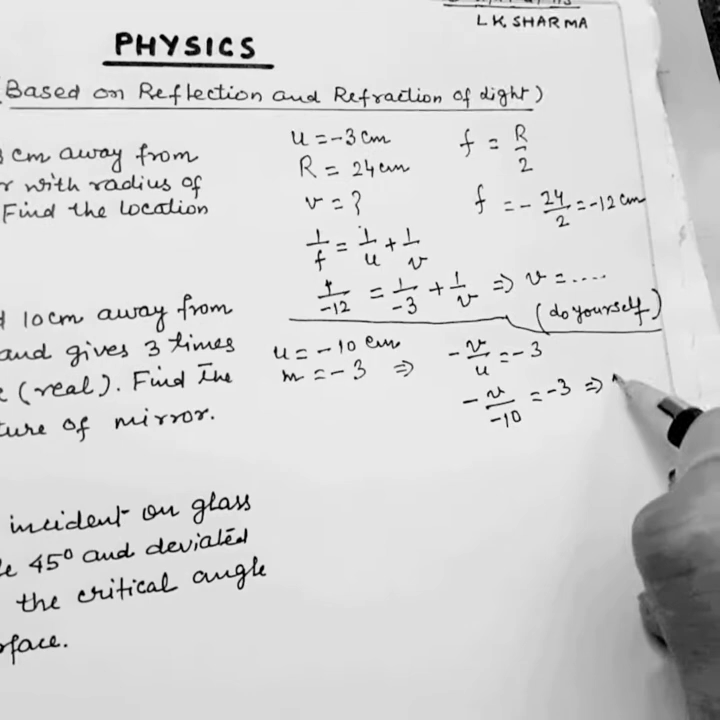 L K SHARMA
PHYSICS
(Based on Reflection and Refraction of Light)
cm away from
with radius of
Find the location
u = -3 cm
R = 24 cm
v = ?
f = R/2
f = - 24/2 = -12 cm
1/f = 1/u + 1/v
1/-12 = 1/-3 + 1/v ⇒ v = ....
(do yourself)
10 cm away from
and gives 3 times
(real). Find the
of mirror.
u = -10 cm
m = -3 ⇒ - v/u = -3
- v/-10 = -3 ⇒
incident on glass
45° and deviated
the critical angle